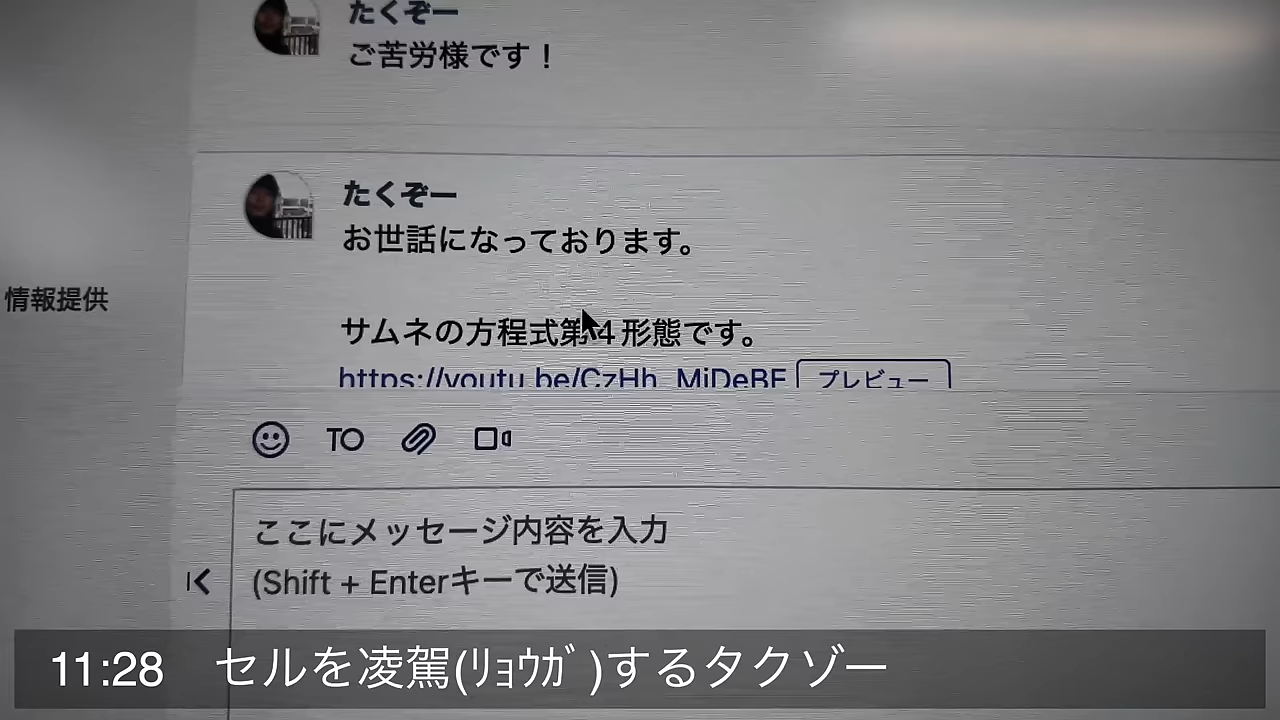 たくぞー
ご苦労様です！
たくぞー
お世話になっております。
情報提供
サムネの方程式第4形態です。
https://youtu.be/CzHh_MjDeBE プレビュー
TO
ここにメッセージ内容を入力
(Shift + Enterキーで送信)
11:28 セルを凌駕(ﾘｮｳｶﾞ)するタクゾー